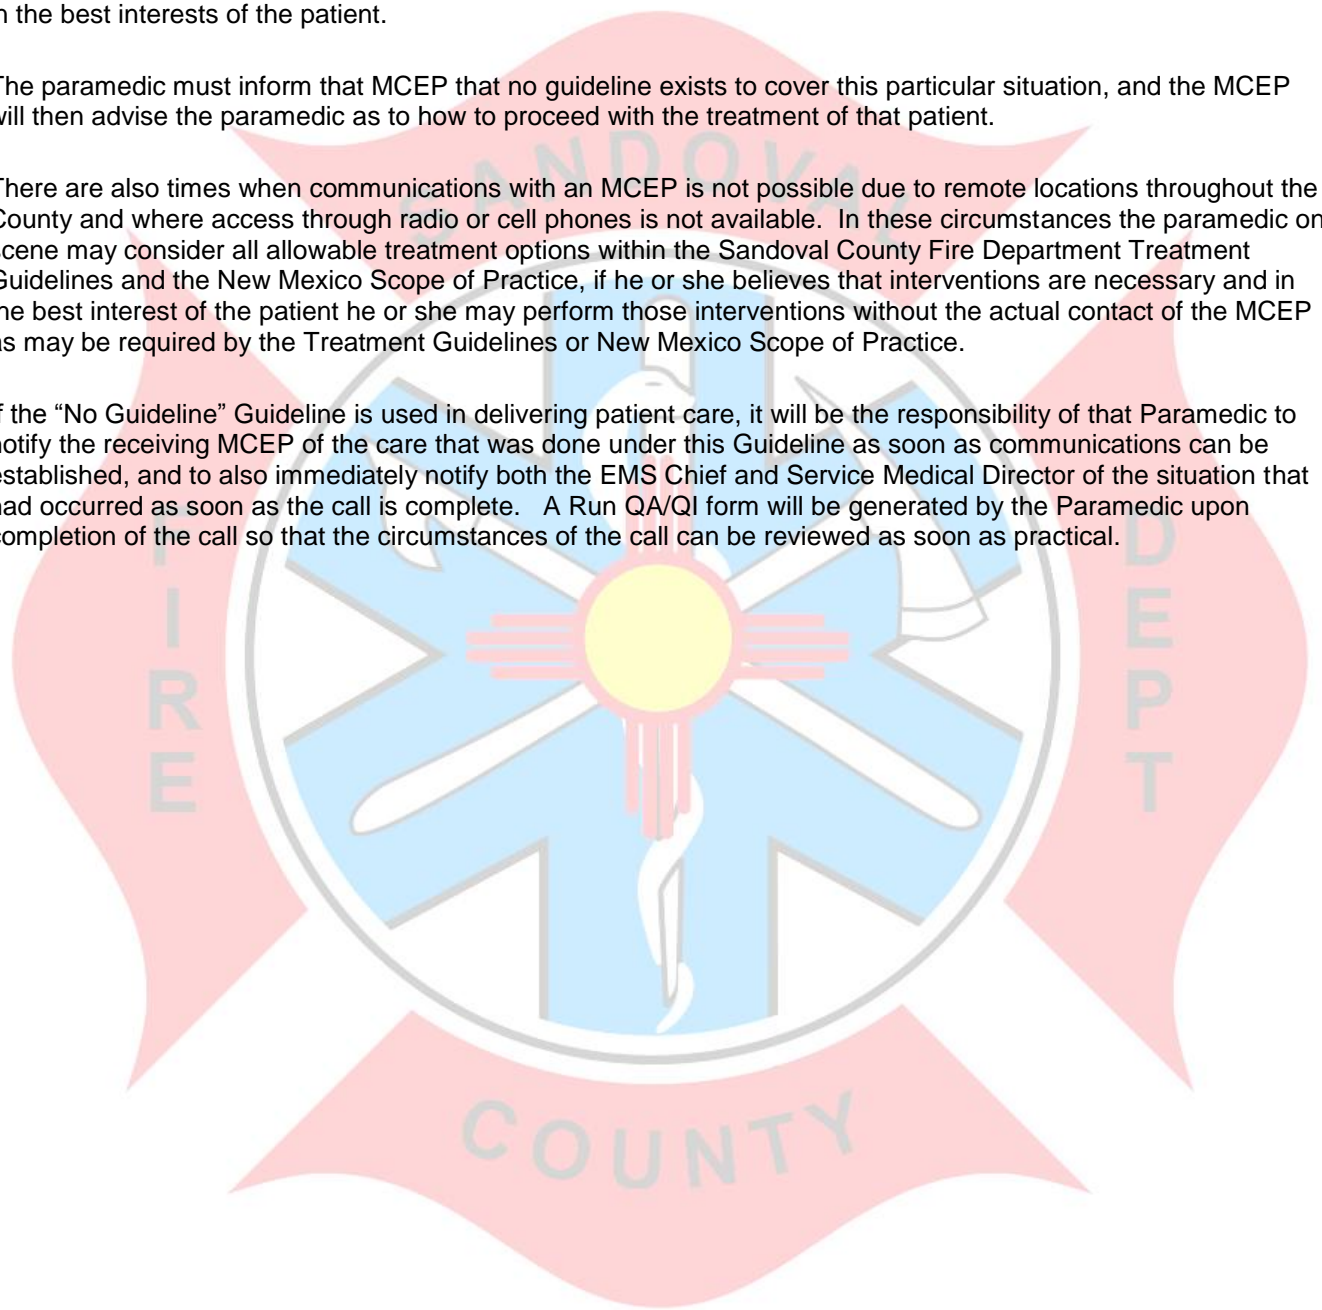 n the best interests of the patient.
The paramedic must inform that MCEP that no guideline exists to cover this particular situation, and the MCEP
will then advise the paramedic as to how to proceed with the treatment of that patient.
There are also times when communications with an MCEP is not possible due to remote locations throughout the
County and where access through radio or cell phones is not available.  In these circumstances the paramedic on
scene may consider all allowable treatment options within the Sandoval County Fire Department Treatment
Guidelines and the New Mexico Scope of Practice, if he or she believes that interventions are necessary and in
the best interest of the patient he or she may perform those interventions without the actual contact of the MCEP
as may be required by the Treatment Guidelines or New Mexico Scope of Practice.
f the “No Guideline” Guideline is used in delivering patient care, it will be the responsibility of that Paramedic to
notify the receiving MCEP of the care that was done under this Guideline as soon as communications can be
established, and to also immediately notify both the EMS Chief and Service Medical Director of the situation that
had occurred as soon as the call is complete.   A Run QA/QI form will be generated by the Paramedic upon
completion of the call so that the circumstances of the call can be reviewed as soon as practical.
SANDOVAL
FIRE
DEPT
COUNTY